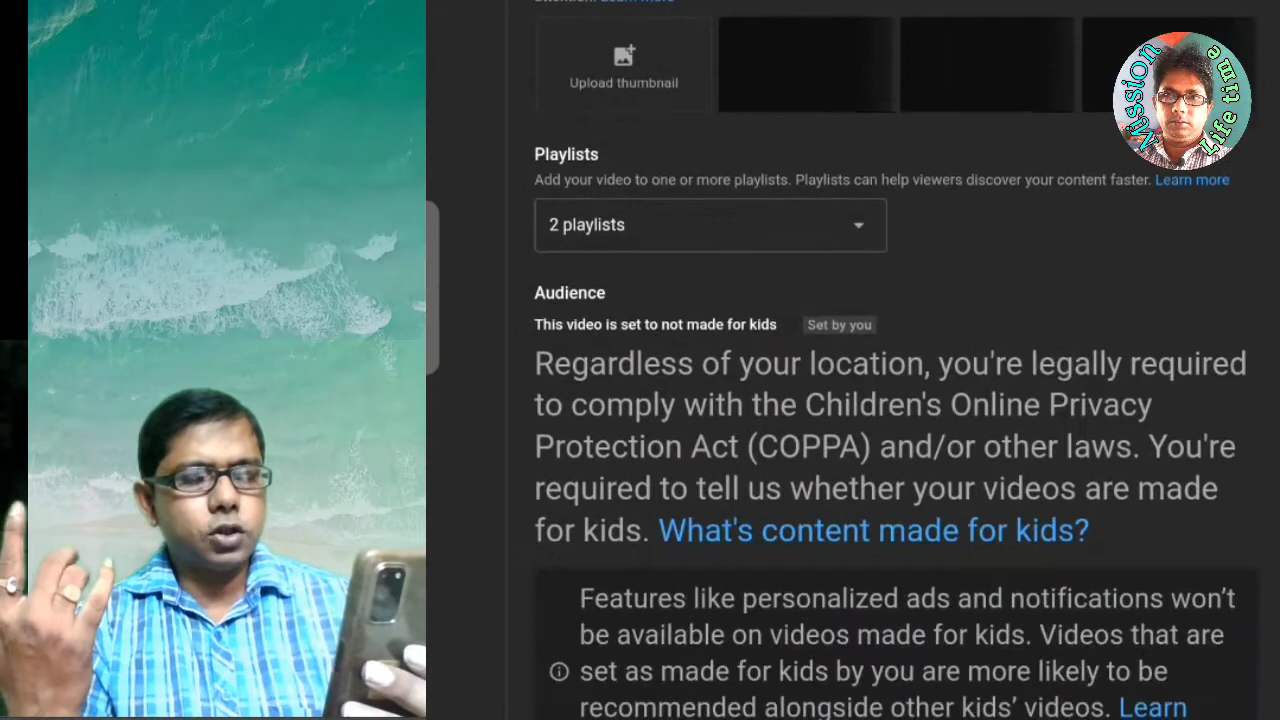 Learn more
Upload thumbnail
Mission Life time
Playlists
Add your video to one or more playlists. Playlists can help viewers discover your content faster. Learn more
2 playlists
Audience
This video is set to not made for kids Set by you
Regardless of your location, you're legally required
to comply with the Children's Online Privacy
Protection Act (COPPA) and/or other laws. You're
required to tell us whether your videos are made
for kids. What's content made for kids?
Features like personalized ads and notifications won’t
be available on videos made for kids. Videos that are
set as made for kids by you are more likely to be
recommended alongside other kids’ videos. Learn